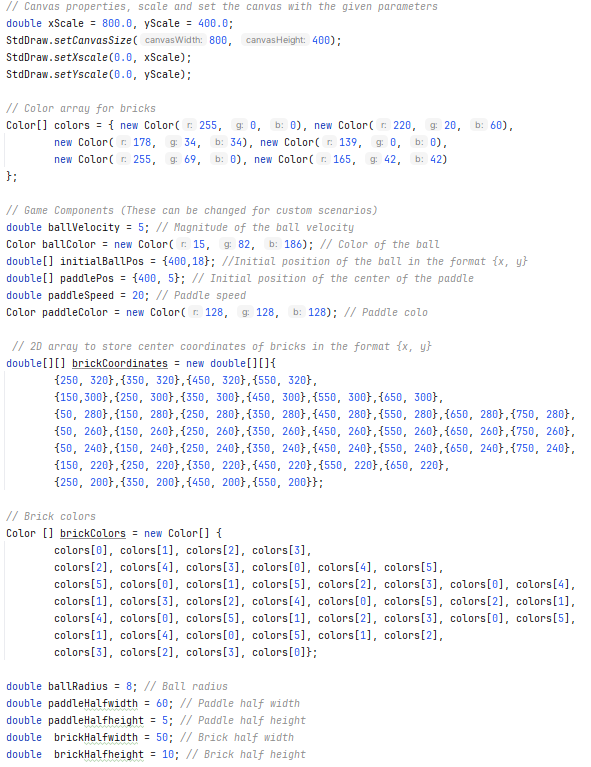 // Canvas properties, scale and set the canvas with the given parameters
double xScale = 800.0, yScale = 400.0;
StdDraw.setCanvasSize( canvasWidth: 800, canvasHeight: 400);
StdDraw.setXscale(0.0, xScale);
StdDraw.setYscale(0.0, yScale);
// Color array for bricks
Color[] colors = { new Color( r: 255, g: 0, b: 0), new Color( r: 220, g: 20, b: 60),
new Color( r: 178, g: 34, b: 34), new Color( r: 139, g: 0, b: 0),
new Color( r: 255, g: 69, b: 0), new Color( r: 165, g: 42, b: 42)
};
// Game Components (These can be changed for custom scenarios)
double ballVelocity = 5; // Magnitude of the ball velocity
Color ballColor = new Color( r: 15, g: 82, b: 186); // Color of the ball
double[] initialBallPos = {400,18}; //Initial position of the ball in the format {x, y}
double[] paddlePos = {400, 5}; // Initial position of the center of the paddle
double paddleSpeed = 20; // Paddle speed
Color paddleColor = new Color( r: 128, g: 128, b: 128); // Paddle colo
// 2D array to store center coordinates of bricks in the format {x, y}
double[][] brickCoordinates = new double[][]{
{250, 320},{350, 320},{450, 320},{550, 320},
{150,300},{250, 300},{350, 300},{450, 300},{550, 300},{650, 300},
{50, 280},{150, 280},{250, 280},{350, 280},{450, 280},{550, 280},{650, 280},{750, 280},
{50, 260},{150, 260},{250, 260},{350, 260},{450, 260},{550, 260},{650, 260},{750, 260},
{50, 240},{150, 240},{250, 240},{350, 240},{450, 240},{550, 240},{650, 240},{750, 240},
{150, 220},{250, 220},{350, 220},{450, 220},{550, 220},{650, 220},
{250, 200},{350, 200},{450, 200},{550, 200}};
// Brick colors
Color [] brickColors = new Color[] {
colors[0], colors[1], colors[2], colors[3],
colors[2], colors[4], colors[3], colors[0], colors[4], colors[5],
colors[5], colors[0], colors[1], colors[5], colors[2], colors[3], colors[0], colors[4],
colors[1], colors[3], colors[2], colors[4], colors[0], colors[5], colors[2], colors[1],
colors[4], colors[0], colors[5], colors[1], colors[2], colors[3], colors[0], colors[5],
colors[1], colors[4], colors[0], colors[5], colors[1], colors[2],
colors[3], colors[2], colors[3], colors[0]};
double ballRadius = 8; // Ball radius
double paddleHalfwidth = 60; // Paddle half width
double paddleHalfheight = 5; // Paddle half height
double brickHalfwidth = 50; // Brick half width
double brickHalfheight = 10; // Brick half height